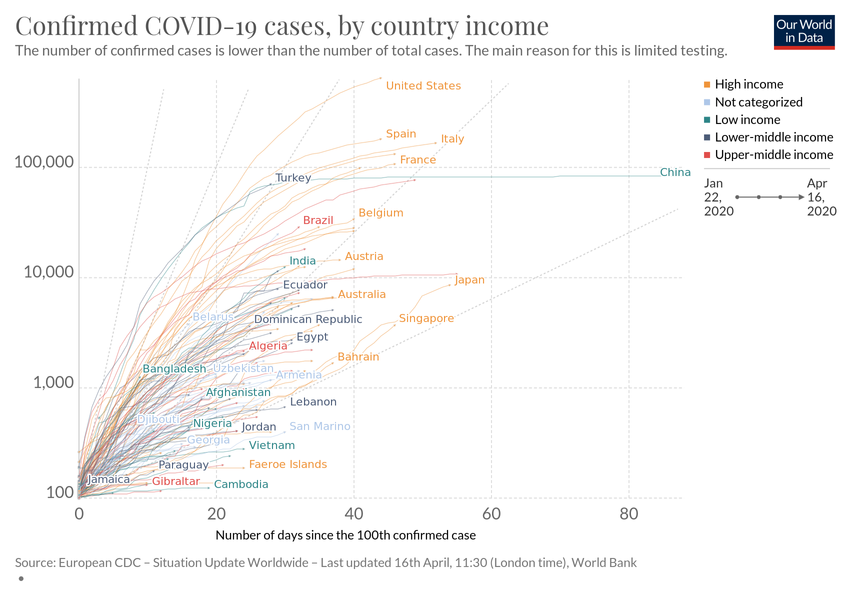 Confirmed COVID-19 cases, by country income
The number of confirmed cases is lower than the number of total cases. The main reason for this is limited testing.
Our World
in Data
High income
Not categorized
Low income
Lower-middle income
Upper-middle income
Jan
22,
2020
Apr
16,
2020
United States
Spain
Italy
France
100,000
China
Turkey
Belgium
Brazil
Austria
India
10,000
Japan
Ecuador
Australia
Belarus
Dominican Republic
Singapore
Egypt
Algeria
Bahrain
Bangladesh
Uzbekistan
Armenia
1,000
Afghanistan
Lebanon
Djibouti
Nigeria
Jordan
San Marino
Georgia
Vietnam
Paraguay
Faeroe Islands
Jamaica
Gibraltar
Cambodia
100
0
20
40
60
80
Number of days since the 100th confirmed case
Source: European CDC – Situation Update Worldwide – Last updated 16th April, 11:30 (London time), World Bank